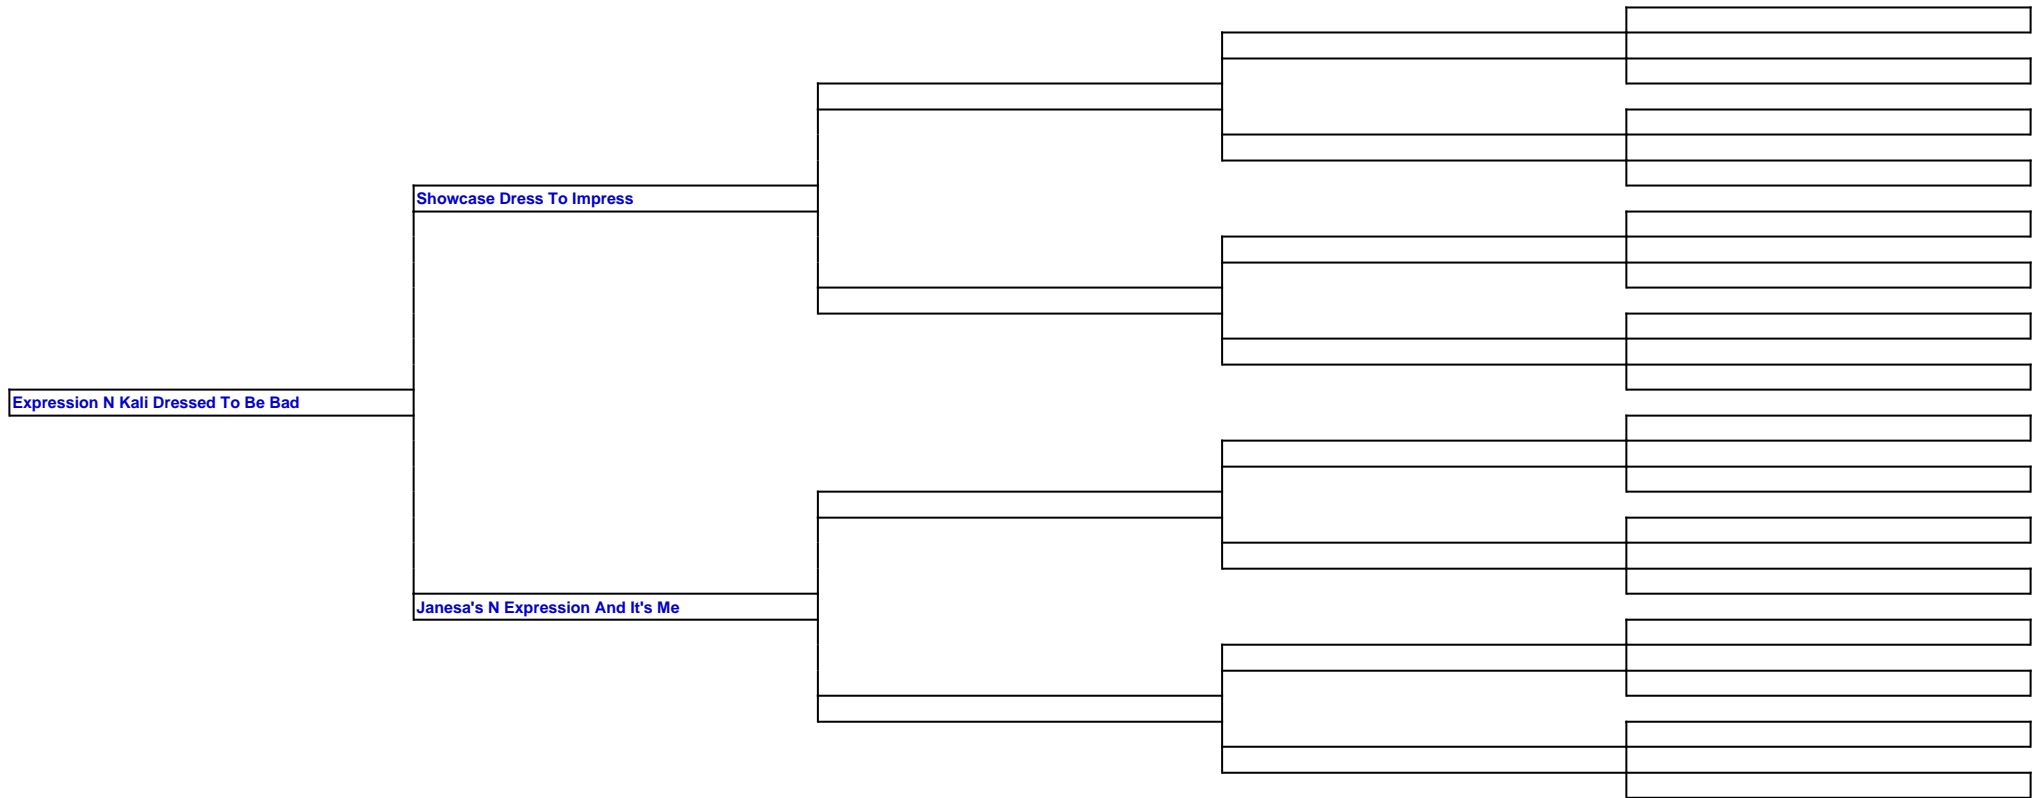 Showcase Dress To Impress
Expression N Kali Dressed To Be Bad
Janesa's N Expression And It's Me